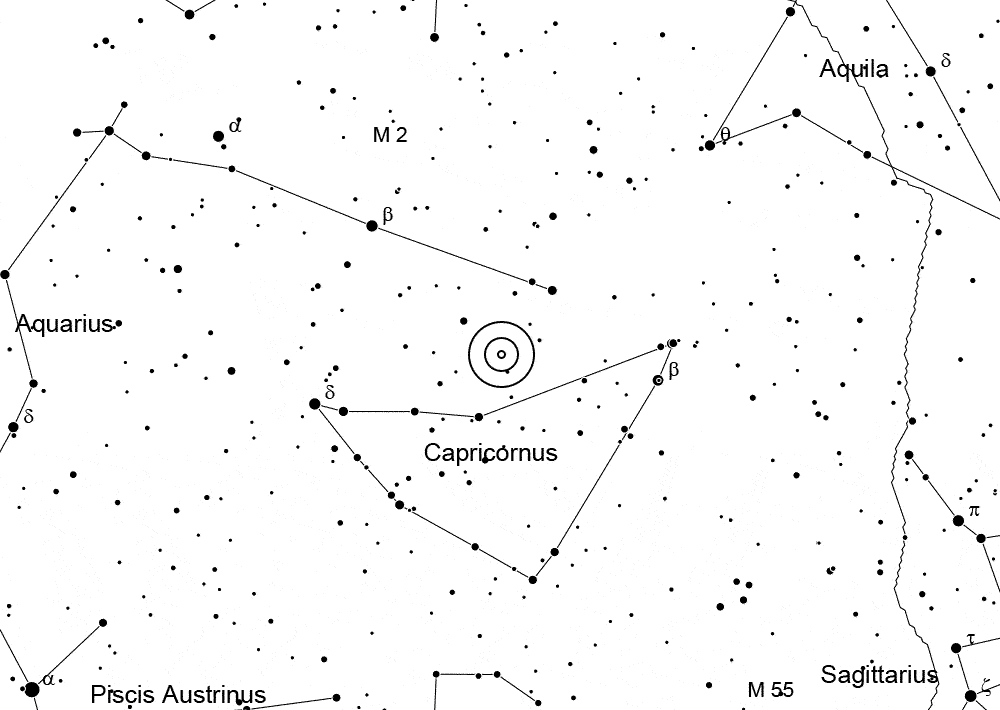 δ
Aquila
α
M 2
θ
β
Aquarius
β
δ
δ
Capricornus
π
τ
Sagittarius
α
ζ
Piscis Austrinus
M 55